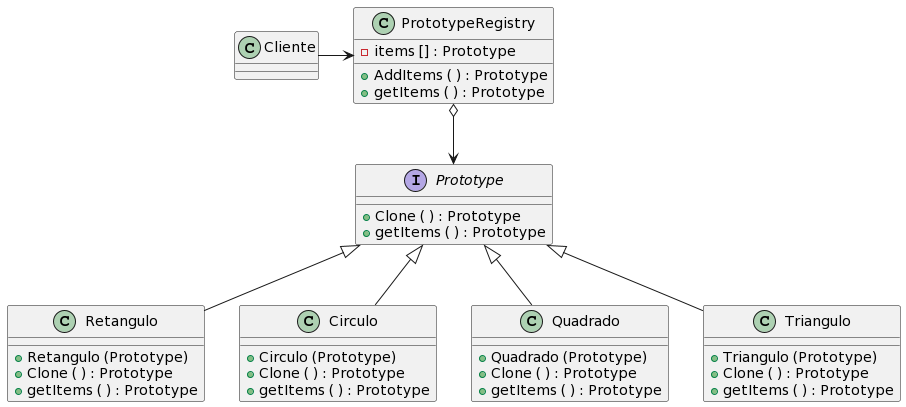 C PrototypeRegistry
items [] : Prototype
AddItems ( ) : Prototype
getItems ( ) : Prototype
C Cliente
I Prototype
Clone ( ) : Prototype
getItems ( ) : Prototype
C Retangulo
Retangulo (Prototype)
Clone ( ) : Prototype
getItems ( ) : Prototype
C Circulo
Circulo (Prototype)
Clone ( ) : Prototype
getItems ( ) : Prototype
C Quadrado
Quadrado (Prototype)
Clone ( ) : Prototype
getItems ( ) : Prototype
C Triangulo
Triangulo (Prototype)
Clone ( ) : Prototype
getItems ( ) : Prototype